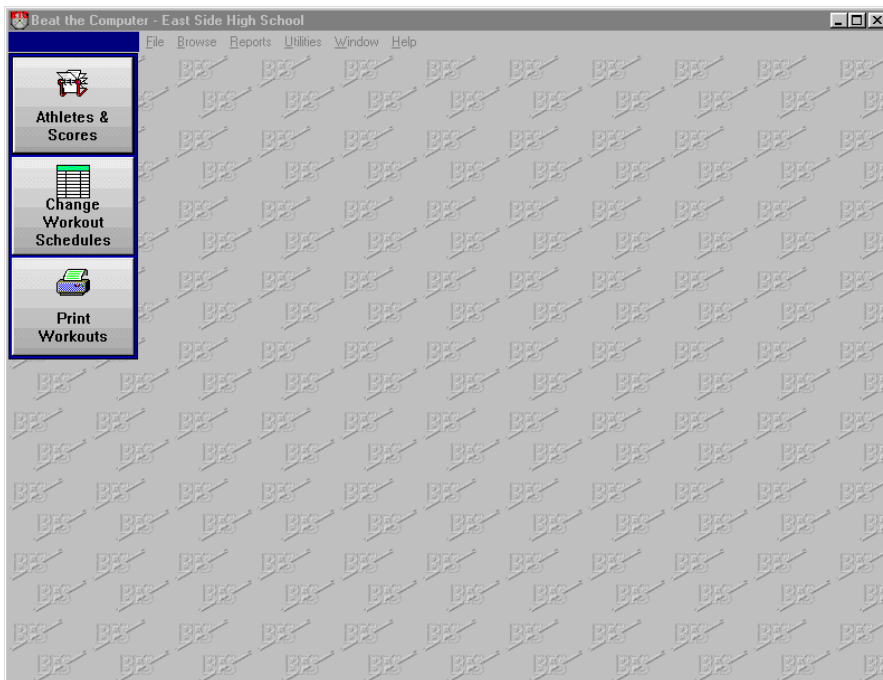 Beat the Computer - East Side High School
File Browse Reports Utilities Window Help
Athletes &
Scores
Change
Workout
Schedules
Print
Workouts
BFS